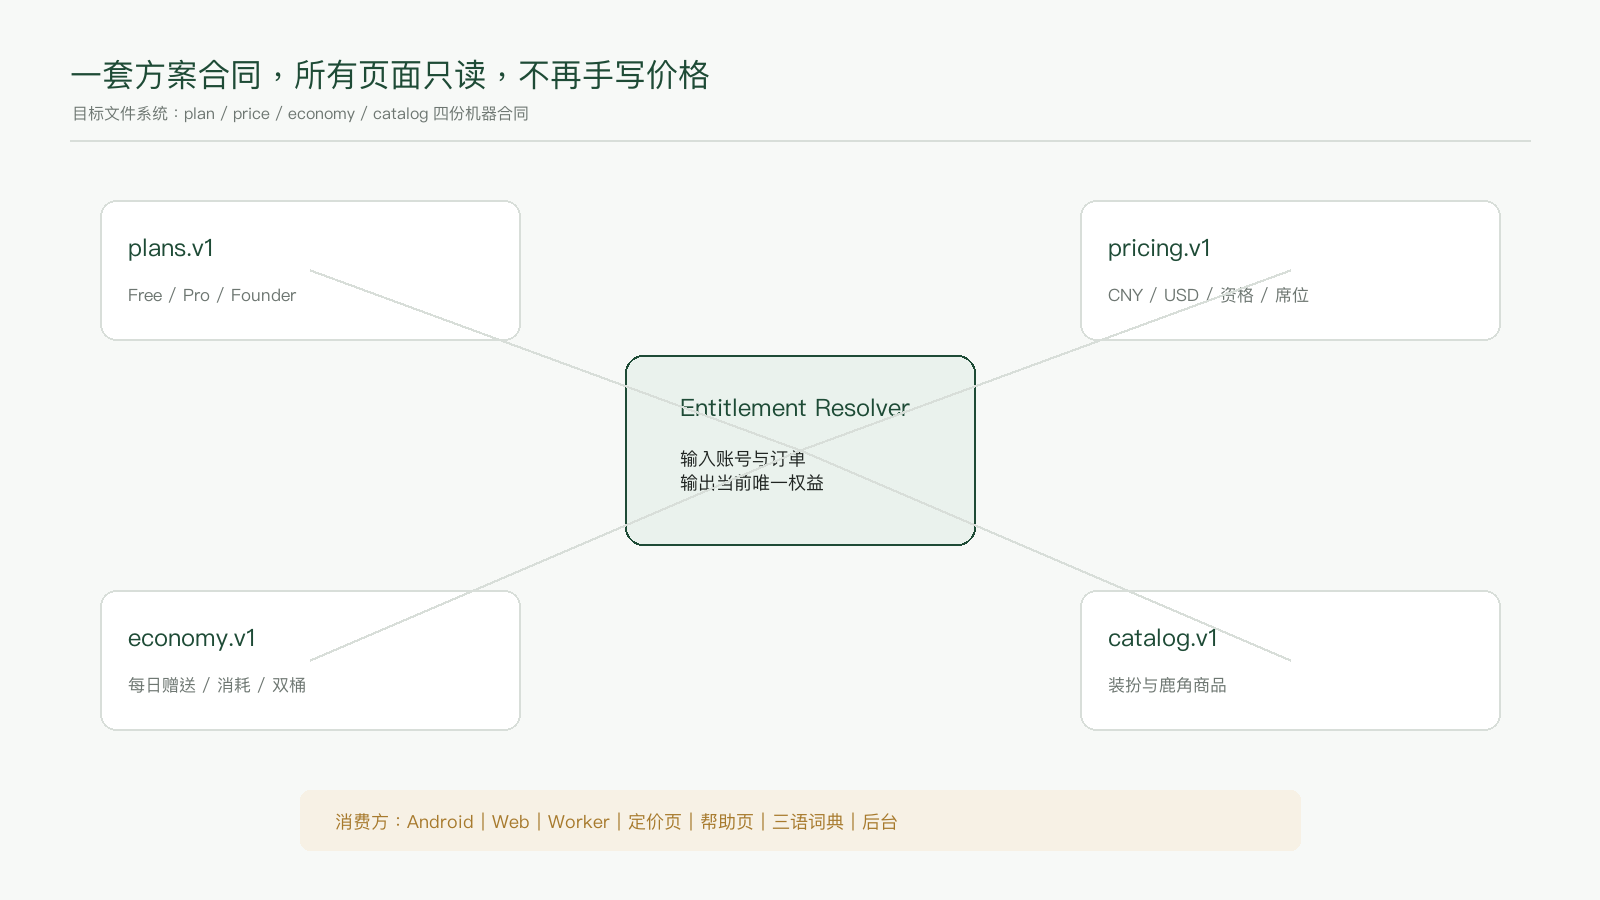 一套方案合同，所有页面只读，不再手写价格
目标文件系统：plan / price / economy / catalog 四份机器合同
plans.v1
Free / Pro / Founder
pricing.v1
CNY / USD / 资格 / 席位
Entitlement Resolver
输入账号与订单
输出当前唯一权益
economy.v1
每日赠送 / 消耗 / 双桶
catalog.v1
装扮与鹿角商品
消费方：Android｜Web｜Worker｜定价页｜帮助页｜三语词典｜后台